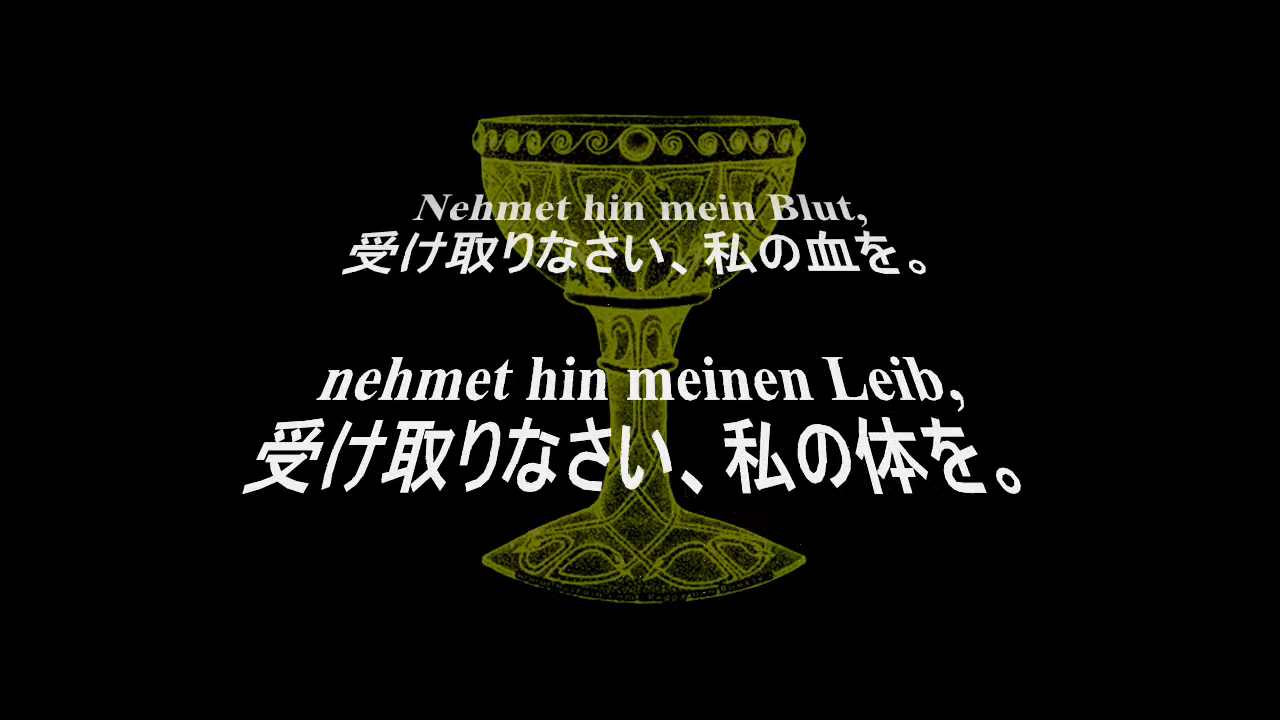 Nehmet hin mein Blut,
受け取りなさい、私の血を。
nehmet hin meinen Leib,
受け取りなさい、私の体を。